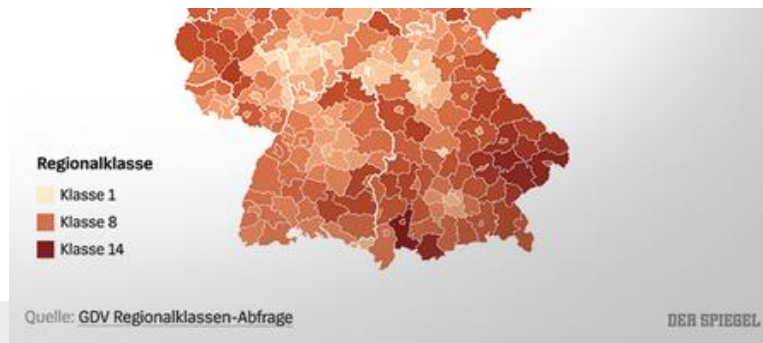 Regionalklasse
Klasse 1
Klasse 8
Klasse 14
Quelle: GDV Regionalklassen-Abfrage
DER SPIEGEL